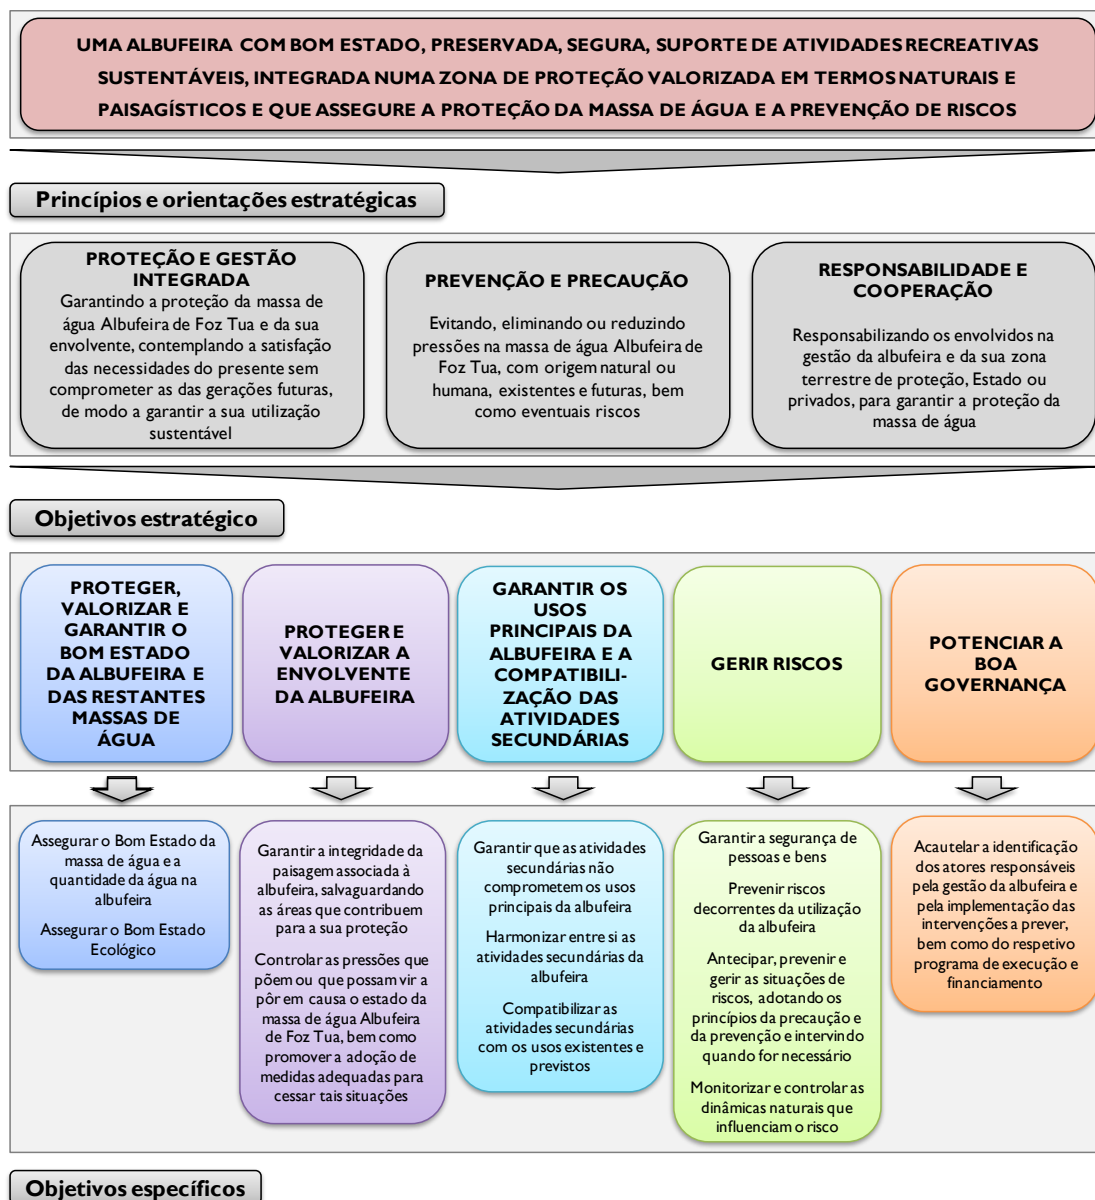 UMA ALBUFEIRA COM BOM ESTADO, PRESERVADA, SEGURA, SUPORTE DE ATIVIDADES RECREATIVAS
SUSTENTÁVEIS, INTEGRADA NUMA ZONA DE PROTEÇÃO VALORIZADA EM TERMOS NATURAIS E
PAISAGÍSTICOS E QUE ASSEGURE A PROTEÇÃO DA MASSA DE ÁGUA E A PREVENÇÃO DE RISCOS
Princípios e orientações estratégicas
PROTEÇÃO E GESTÃO
INTEGRADA
Garantindo a proteção da massa de
água Albufeira de Foz Tua e da sua
envolvente, contemplando a satisfação
das necessidades do presente sem
comprometer as das gerações futuras,
de modo a garantir a sua utilização
sustentável
PREVENÇÃO E PRECAUÇÃO
Evitando, eliminando ou reduzindo
pressões na massa de água Albufeira de
Foz Tua, com origem natural ou
humana, existentes e futuras, bem
como eventuais riscos
RESPONSABILIDADE E
COOPERAÇÃO
Responsabilizando os envolvidos na
gestão da albufeira e da sua zona
terrestre de proteção, Estado ou
privados, para garantir a proteção da
massa de água
Objetivos estratégico
PROTEGER,
VALORIZAR E
GARANTIR O
BOM ESTADO
DA ALBUFEIRA E
DAS RESTANTES
MASSAS DE
ÁGUA
PROTEGER E
VALORIZAR A
ENVOLVENTE
DA ALBUFEIRA
GARANTIR OS
USOS
PRINCIPAIS DA
ALBUFEIRA E A
COMPATIBILI-
ZAÇÃO DAS
ATIVIDADES
SECUNDÁRIAS
GERIR RISCOS
POTENCIAR A
BOA
GOVERNANÇA
Assegurar o Bom Estado da
massa de água e a
quantidade da água na
albufeira
Assegurar o Bom Estado
Ecológico
Garantir a integridade da
paisagem associada à
albufeira, salvaguardando
as áreas que contribuem
para a sua proteção
Controlar as pressões que
põem ou que possam vir a
pôr em causa o estado da
massa de água Albufeira
de Foz Tua, bem como
promover a adoção de
medidas adequadas para
cessar tais situações
Garantir que as atividades
secundárias não
comprometem os usos
principais da albufeira
Harmonizar entre si as
atividades secundárias da
albufeira
Compatibilizar as
atividades secundárias
com os usos existentes e
previstos
Garantir a segurança de
pessoas e bens
Prevenir riscos
decorrentes da utilização
da albufeira
Antecipar, prevenir e
gerir as situações de
riscos, adotando os
princípios da precaução e
da prevenção e intervindo
quando for necessário
Monitorizar e controlar as
dinâmicas naturais que
influenciam o risco
Acautelar a identificação
dos atores responsáveis
pela gestão da albufeira e
pela implementação das
intervenções a prever,
bem como do respetivo
programa de execução e
financiamento
Objetivos específicos